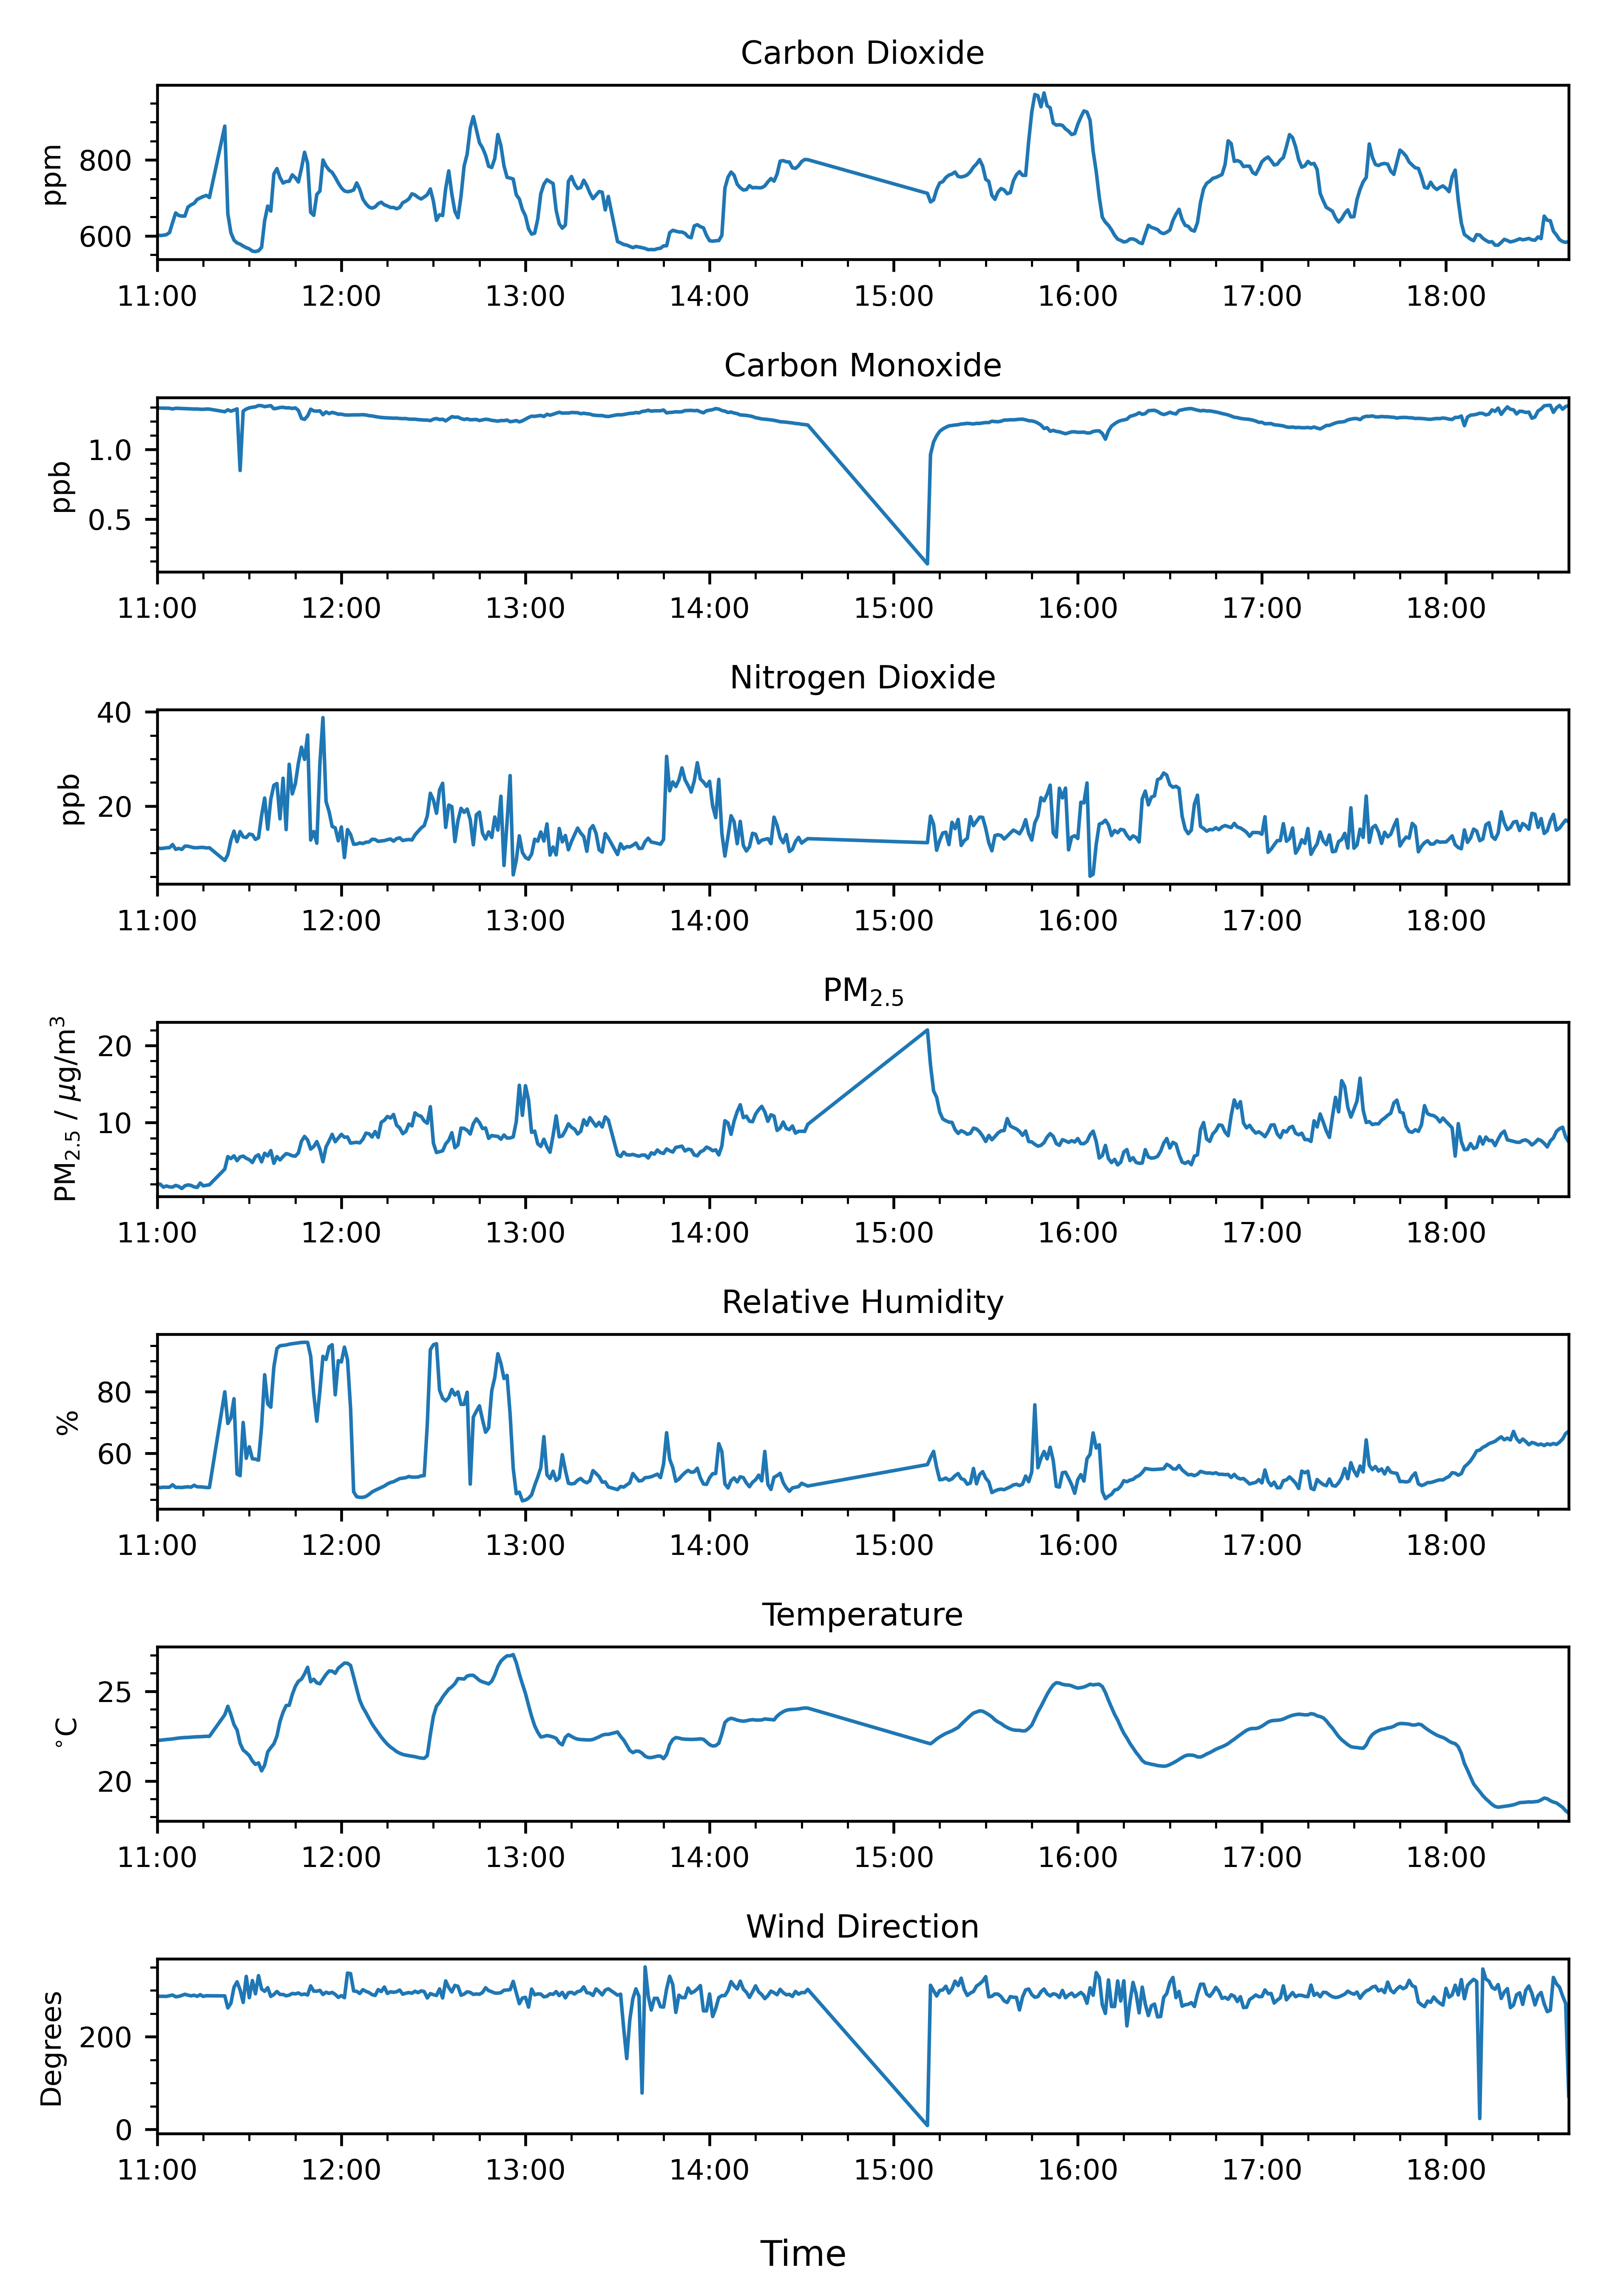 Carbon Dioxide
ppm
800
600
11:00 12:00 13:00 14:00 15:00 16:00 17:00 18:00
Carbon Monoxide
ppb
1.0
0.5
11:00 12:00 13:00 14:00 15:00 16:00 17:00 18:00
Nitrogen Dioxide
ppb
40
20
11:00 12:00 13:00 14:00 15:00 16:00 17:00 18:00
PM₂.₅
PM₂.₅ / μg/m³
20
10
11:00 12:00 13:00 14:00 15:00 16:00 17:00 18:00
Relative Humidity
%
80
60
11:00 12:00 13:00 14:00 15:00 16:00 17:00 18:00
Temperature
°C
25
20
11:00 12:00 13:00 14:00 15:00 16:00 17:00 18:00
Wind Direction
Degrees
200
0
11:00 12:00 13:00 14:00 15:00 16:00 17:00 18:00
Time